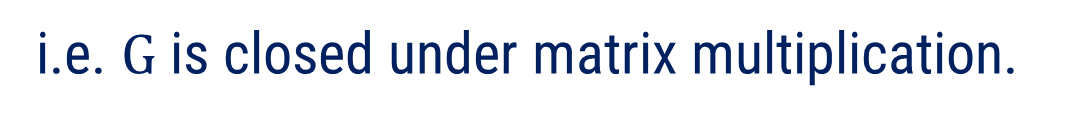 i.e. G is closed under matrix multiplication.